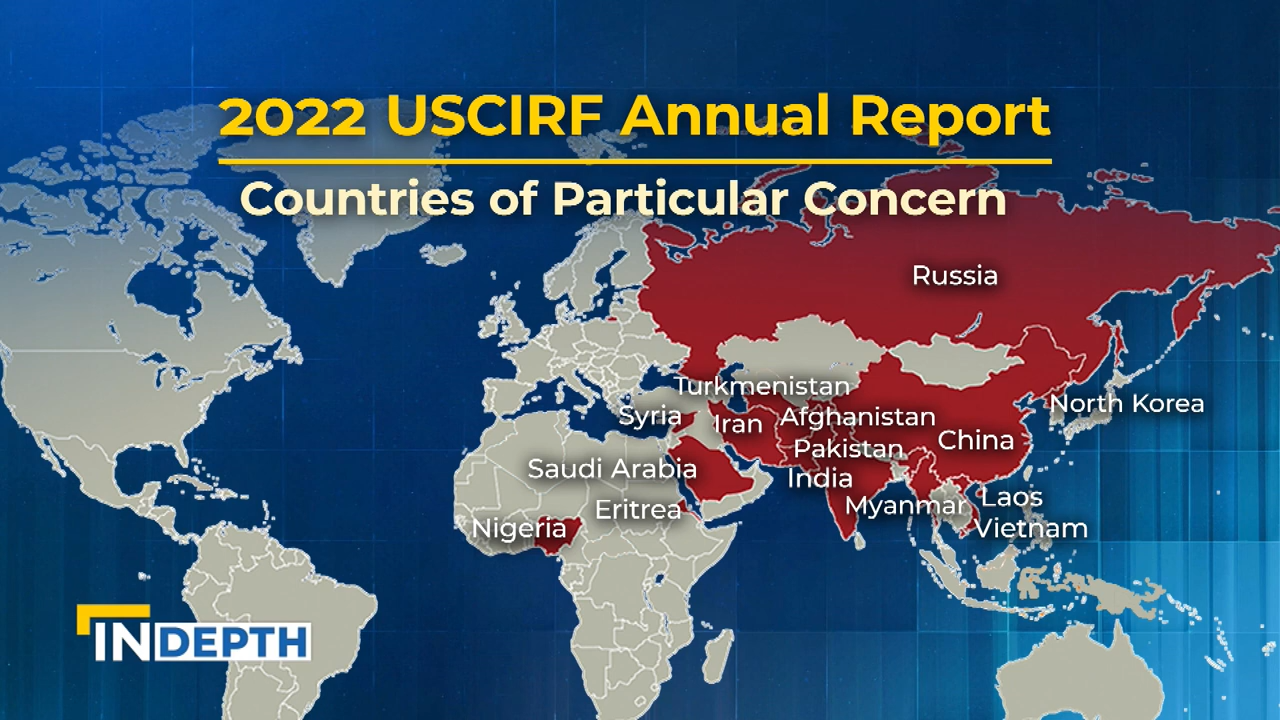 2022 USCIRF Annual Report
Countries of Particular Concern
Russia
Turkmenistan
North Korea
Syria
Iran
Afghanistan
Pakistan
China
Saudi Arabia
India
Eritrea
Myanmar
Laos
Nigeria
Vietnam
INDEPTH